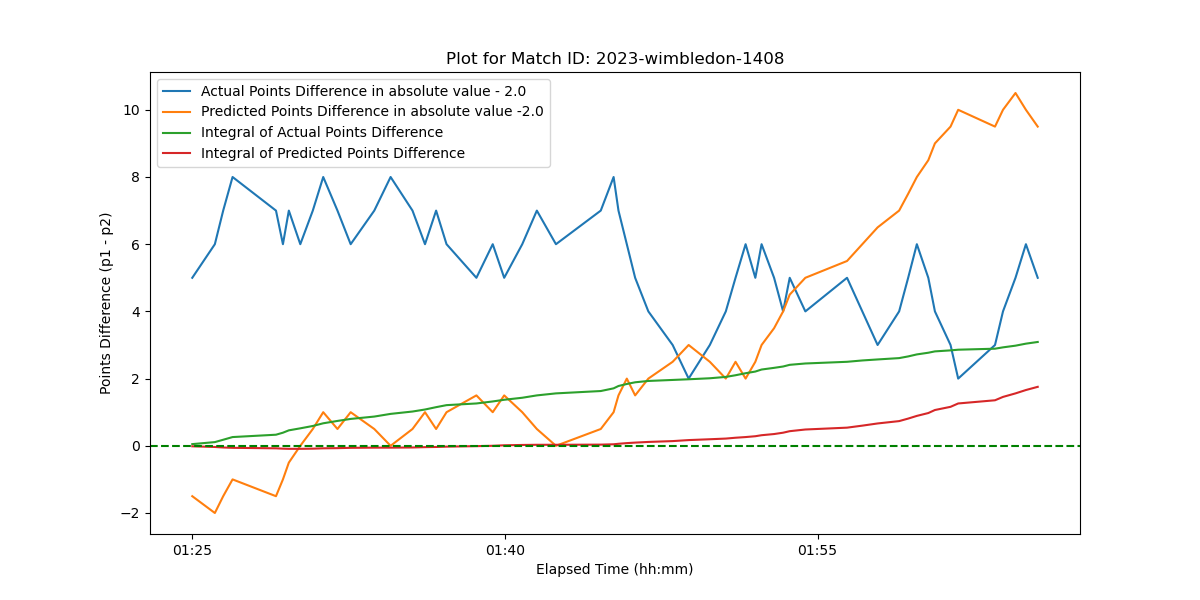 Plot for Match ID: 2023-wimbledon-1408
Actual Points Difference in absolute value - 2.0
Predicted Points Difference in absolute value -2.0
Integral of Actual Points Difference
Integral of Predicted Points Difference
Points Difference (p1 - p2)
10
8
6
4
2
0
−2
01:25
01:40
01:55
Elapsed Time (hh:mm)